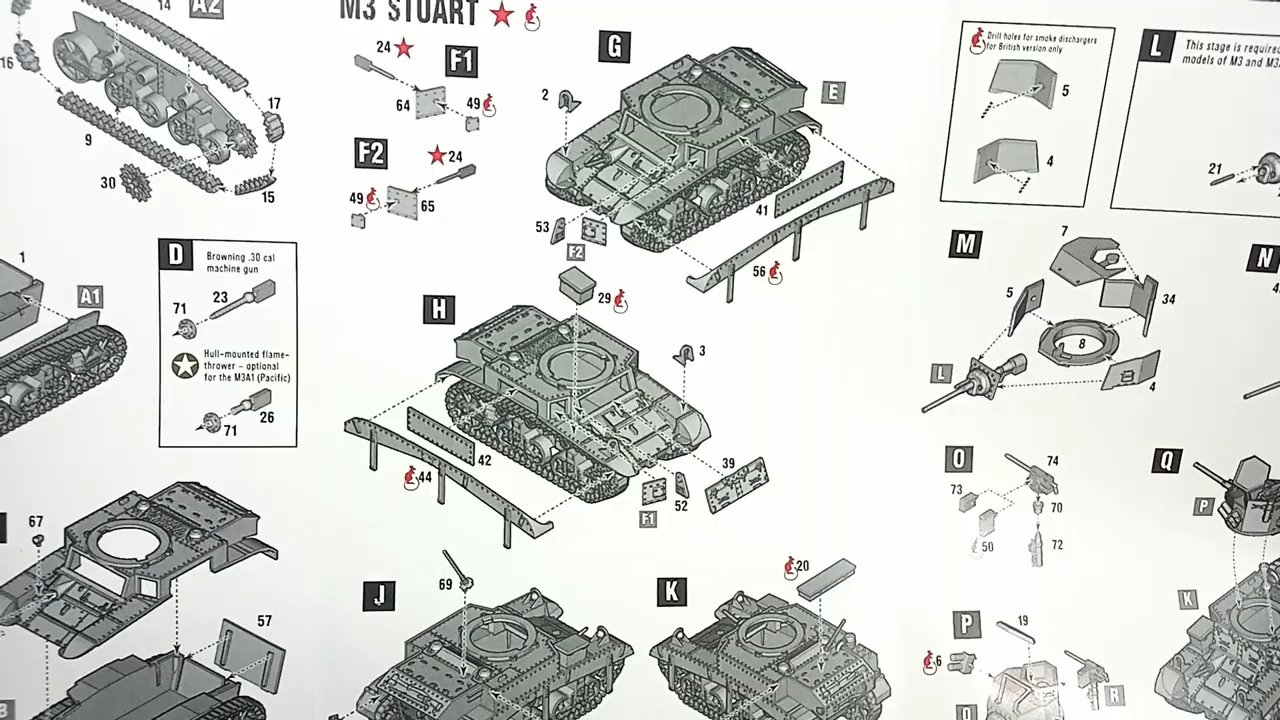 M3 STUART
14
A2
16
9
17
30
15
24
F1
64
49
F2
24
49
65
G
2
E
41
53
F2
56
Drill holes for smoke dischargers
for British version only
5
4
L
This stage is required
models of M3 and
21
1
A1
D
Browning .30 cal
machine gun
23
71
Hull-mounted flame-
thrower – optional
for the M3A1 (Pacific)
26
71
H
29
3
42
44
39
52
F1
M
7
5
34
8
L
4
N
67
57
J
69
K
20
O
74
73
70
50
72
Q
P
K
P
19
6
R